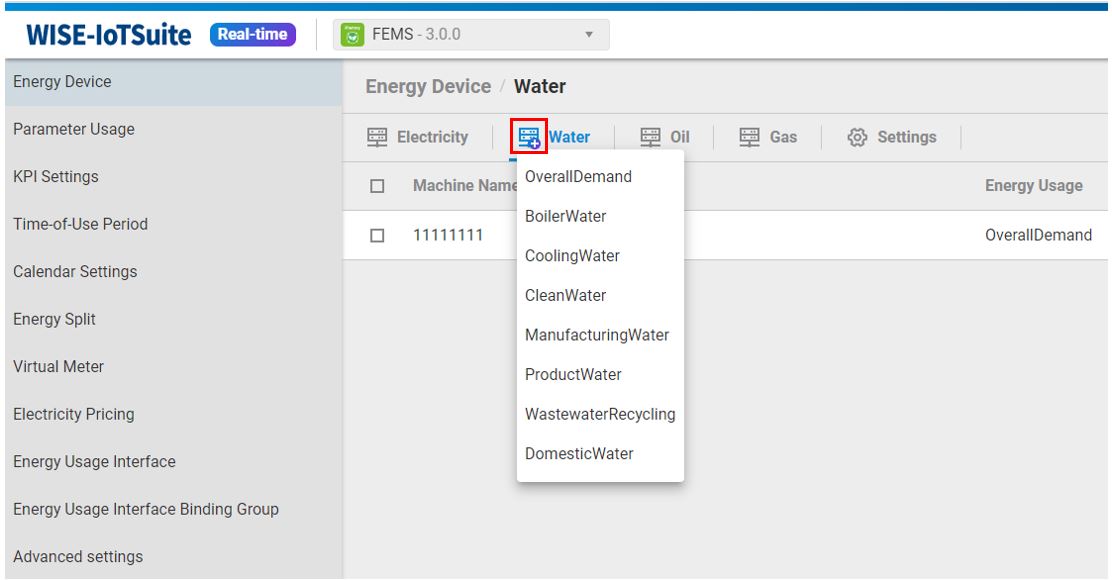 WISE-IoTSuite Real-time FEMS - 3.0.0
Energy Device
Parameter Usage
KPI Settings
Time-of-Use Period
Calendar Settings
Energy Split
Virtual Meter
Electricity Pricing
Energy Usage Interface
Energy Usage Interface Binding Group
Advanced settings
Energy Device / Water
Electricity Water Oil Gas Settings
Machine Name Energy Usage
11111111 OverallDemand
OverallDemand
BoilerWater
CoolingWater
CleanWater
ManufacturingWater
ProductWater
WastewaterRecycling
DomesticWater